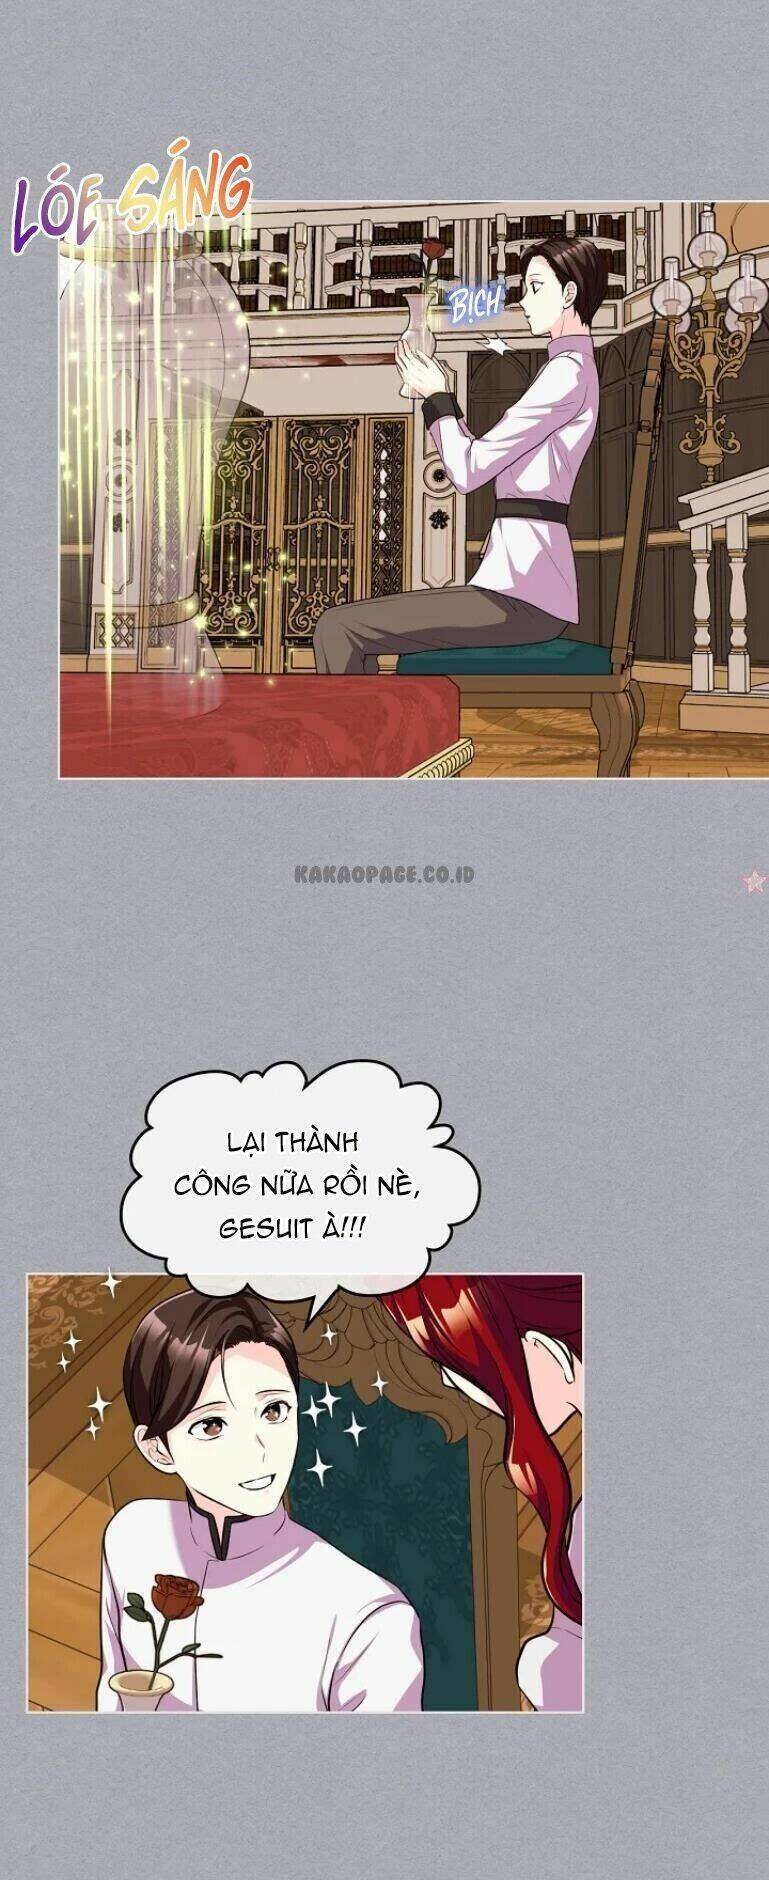 LÓE SÁNG
BỊCH
KAKAOPAGE.CO.ID
LẠI THÀNH
CÔNG NỮA RỒI NÈ,
GESUIT À!!!